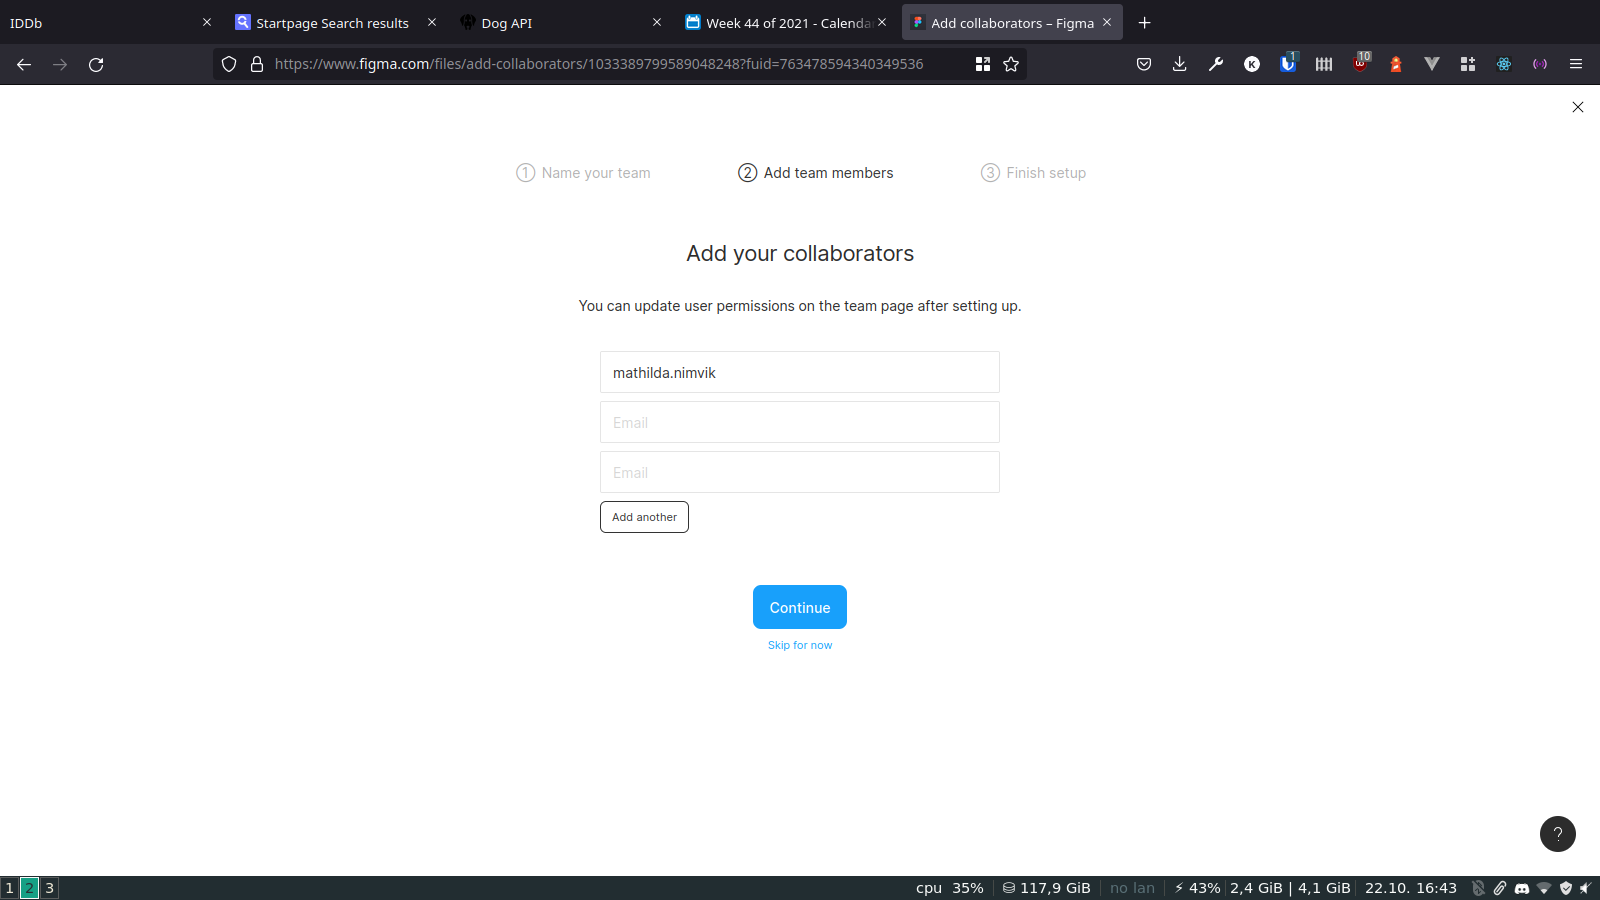 IDDb
Startpage Search results
Dog API
Week 44 of 2021 - Calenda
Add collaborators – Figma
https://www.figma.com/files/add-collaborators/1033389799589048248?fuid=763478594340349536
K
1
10
1 Name your team
2 Add team members
3 Finish setup
Add your collaborators
You can update user permissions on the team page after setting up.
mathilda.nimvik
Email
Email
Add another
Continue
Skip for now
?
1 2 3
cpu 35% 117,9 GiB no lan 43% 2,4 GiB | 4,1 GiB 22.10. 16:43